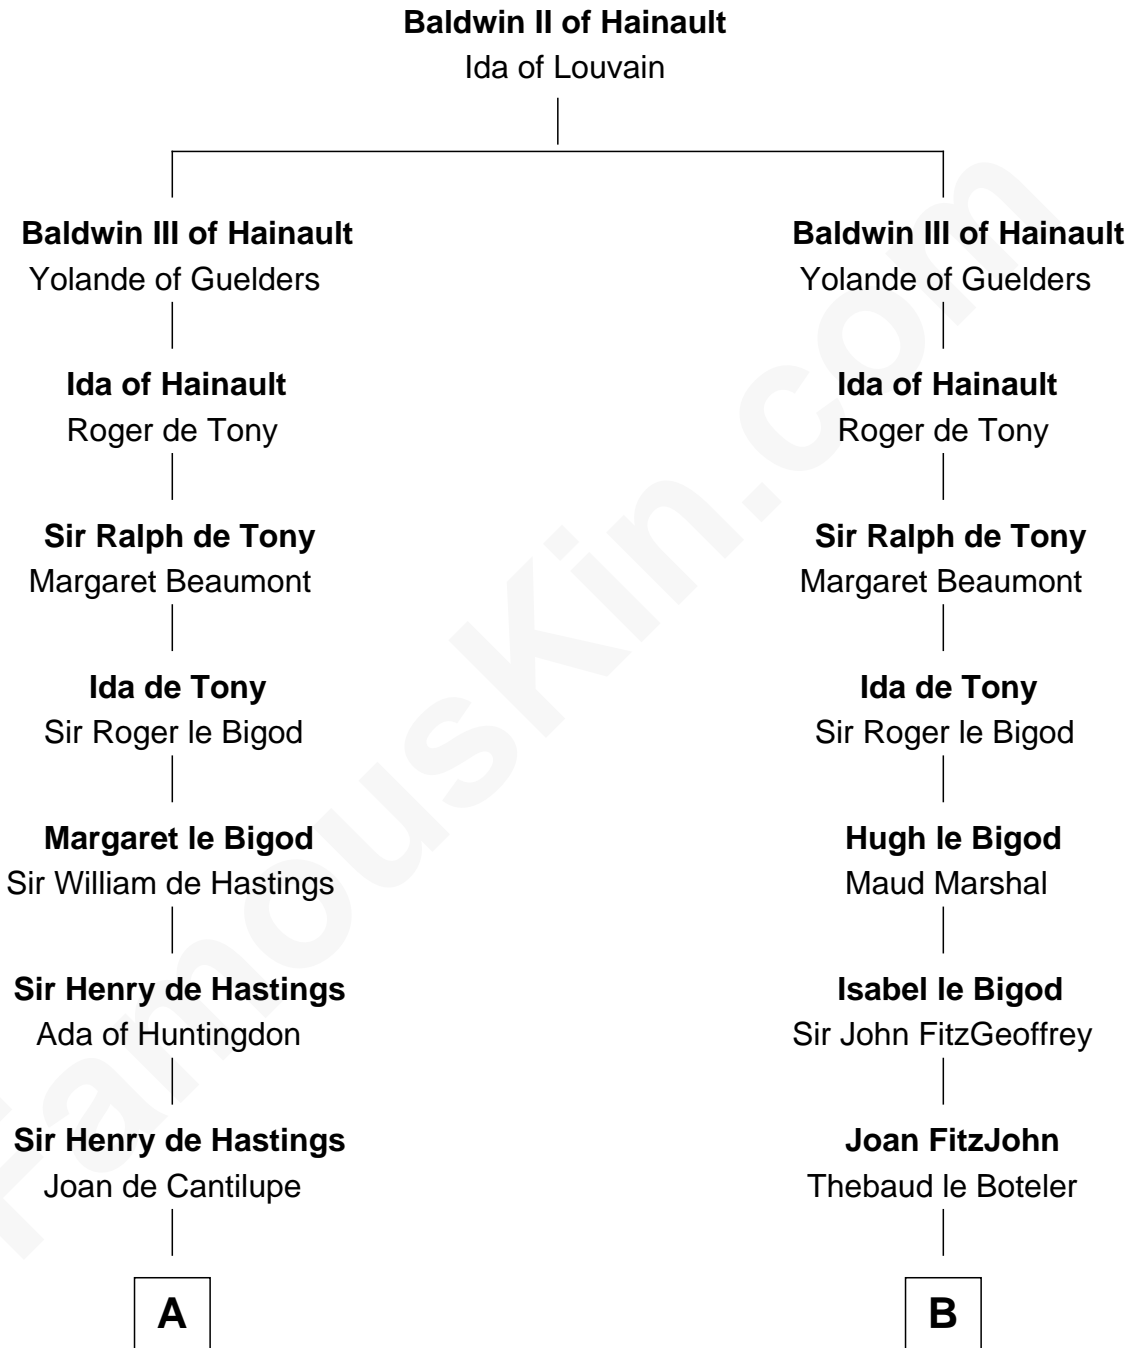 Baldwin II of Hainault
Ida of Louvain
Baldwin III of Hainault
Yolande of Guelders
Ida of Hainault
Roger de Tony
Sir Ralph de Tony
Margaret Beaumont
Ida de Tony
Sir Roger le Bigod
Margaret le Bigod
Sir William de Hastings
Sir Henry de Hastings
Ada of Huntingdon
Sir Henry de Hastings
Joan de Cantilupe
A
Baldwin III of Hainault
Yolande of Guelders
Ida of Hainault
Roger de Tony
Sir Ralph de Tony
Margaret Beaumont
Ida de Tony
Sir Roger le Bigod
Hugh le Bigod
Maud Marshal
Isabel le Bigod
Sir John FitzGeoffrey
Joan FitzJohn
Thebaud le Boteler
B
FamousKin.com